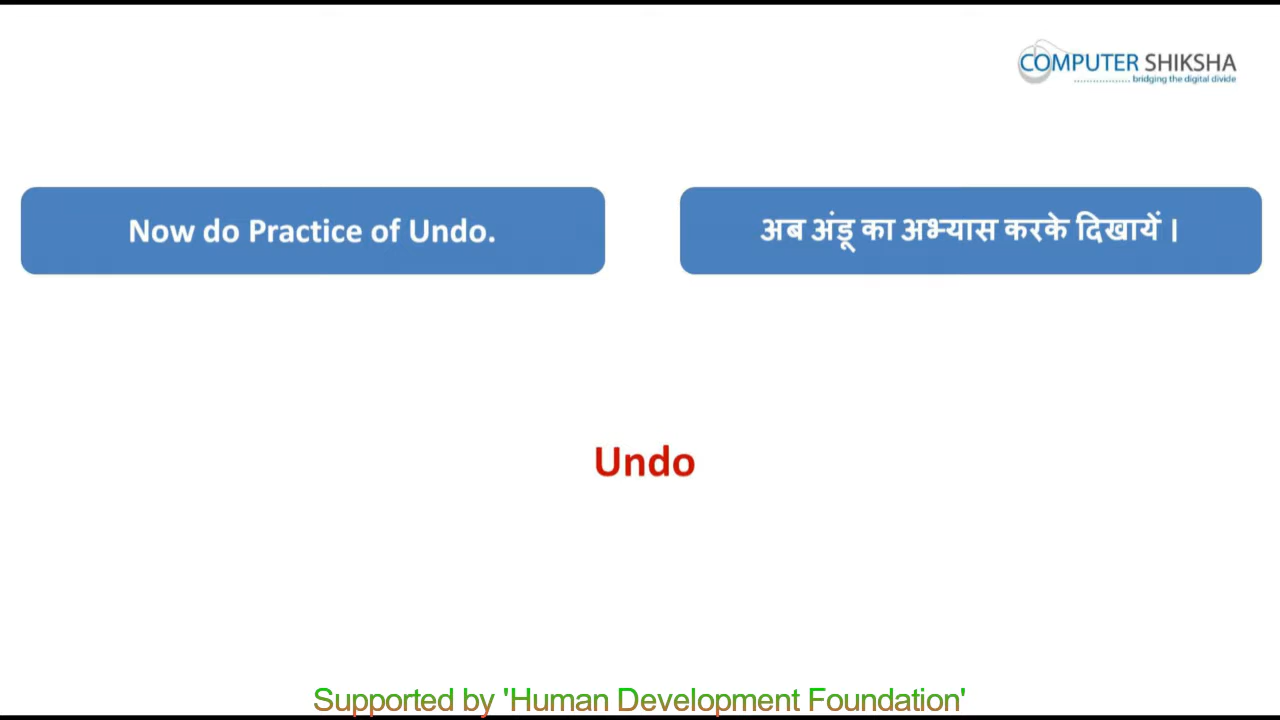 COMPUTER SHIKSHA
bridging the digital divide
Now do Practice of Undo.
अब अंडू का अभ्यास करके दिखायें ।
Undo
Supported by 'Human Development Foundation'